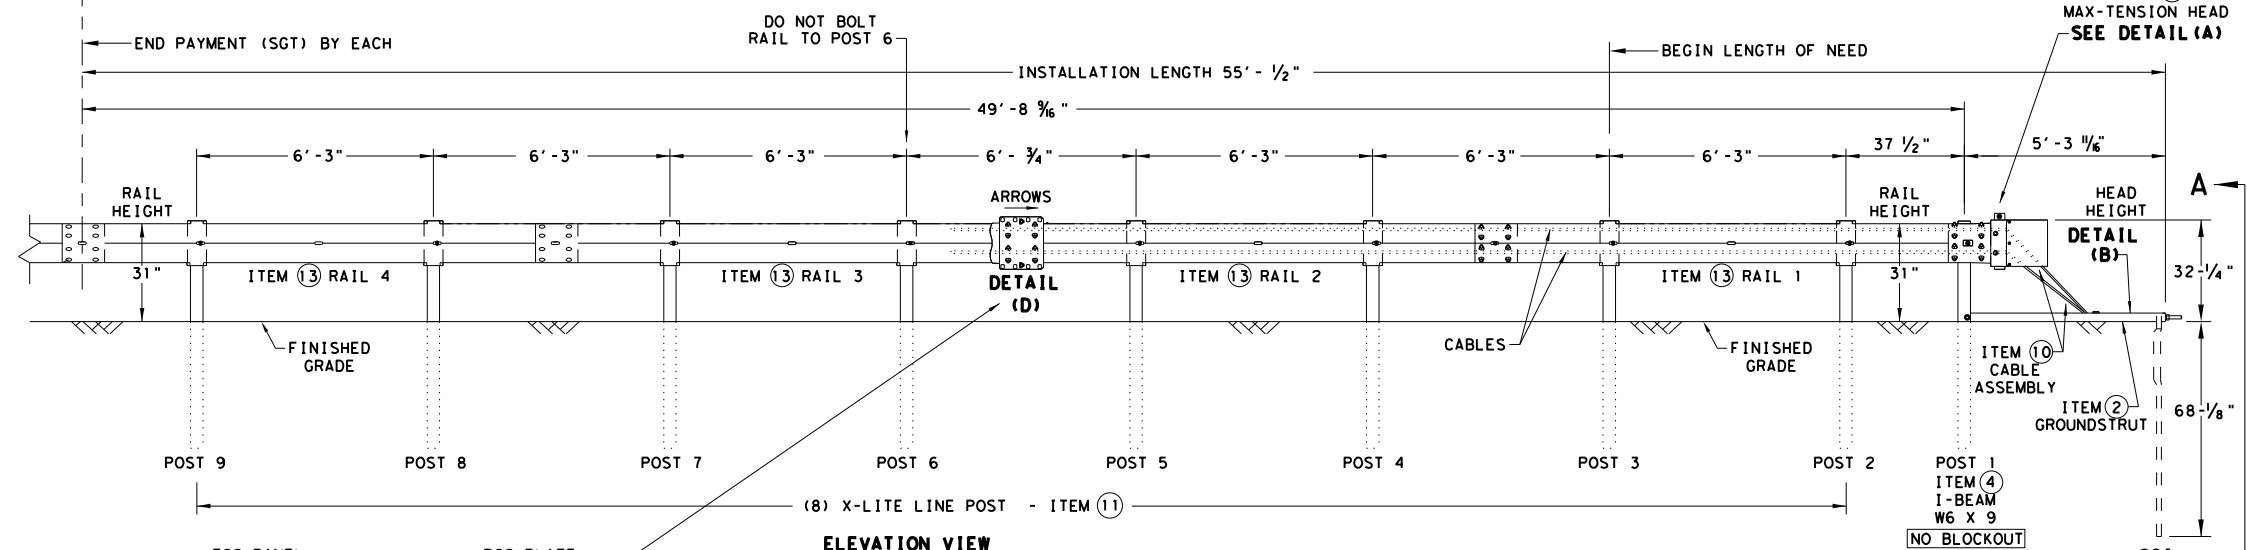 MAX-TENSION HEAD
SEE DETAIL (A)
DO NOT BOLT
RAIL TO POST 6
END PAYMENT (SGT) BY EACH
BEGIN LENGTH OF NEED
INSTALLATION LENGTH 55'- 1/2"
49'-8 9/16"
6'-3"
6'-3"
6'-3"
6'- 3/4"
6'-3"
6'-3"
6'-3"
37 1/2"
5'-3 11/16"
A
RAIL
HEIGHT
31"
ARROWS
RAIL
HEIGHT
31"
HEAD
HEIGHT
DETAIL
(B)
32-1/4"
ITEM 13 RAIL 4
ITEM 13 RAIL 3
DETAIL
(D)
ITEM 13 RAIL 2
ITEM 13 RAIL 1
FINISHED
GRADE
CABLES
FINISHED
GRADE
ITEM 10
CABLE
ASSEMBLY
ITEM 2
GROUNDSTRUT
68-1/8"
POST 9
POST 8
POST 7
POST 6
POST 5
POST 4
POST 3
POST 2
POST 1
ITEM 4
I-BEAM
W6 X 9
NO BLOCKOUT
(8) X-LITE LINE POST - ITEM 11
ELEVATION VIEW